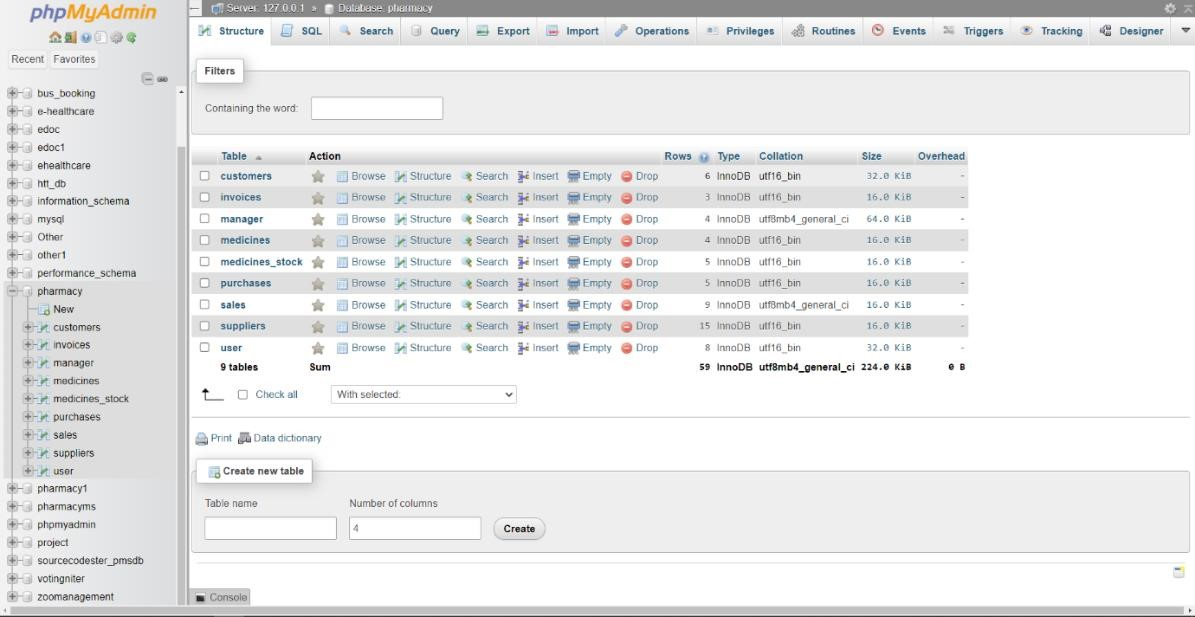 phpMyAdmin
Recent Favorites
bus_booking
e-healthcare
edoc
edoc1
ehealthcare
htt_db
information_schema
mysql
Other
other1
performance_schema
pharmacy
New
customers
invoices
manager
medicines
medicines_stock
purchases
sales
suppliers
user
pharmacy1
pharmacyms
phpmyadmin
project
sourcecodester_pmsdb
votingniter
zoomanagement
Server: 127.0.0.1 » Database: pharmacy
Structure SQL Search Query Export Import Operations Privileges Routines Events Triggers Tracking Designer
Filters
Containing the word:
Table Action Rows Type Collation Size Overhead
customers Browse Structure Search Insert Empty Drop 6 InnoDB utf16_bin 32.0 KiB -
invoices Browse Structure Search Insert Empty Drop 3 InnoDB utf16_bin 16.0 KiB -
manager Browse Structure Search Insert Empty Drop 4 InnoDB utf8mb4_general_ci 64.0 KiB -
medicines Browse Structure Search Insert Empty Drop 4 InnoDB utf16_bin 16.0 KiB -
medicines_stock Browse Structure Search Insert Empty Drop 5 InnoDB utf16_bin 16.0 KiB -
purchases Browse Structure Search Insert Empty Drop 5 InnoDB utf16_bin 16.0 KiB -
sales Browse Structure Search Insert Empty Drop 9 InnoDB utf8mb4_general_ci 16.0 KiB -
suppliers Browse Structure Search Insert Empty Drop 15 InnoDB utf16_bin 16.0 KiB -
user Browse Structure Search Insert Empty Drop 8 InnoDB utf16_bin 32.0 KiB -
9 tables Sum 59 InnoDB utf8mb4_general_ci 224.0 KiB 0 B
Check all With selected:
Print Data dictionary
Create new table
Table name Number of columns
4 Create
Console